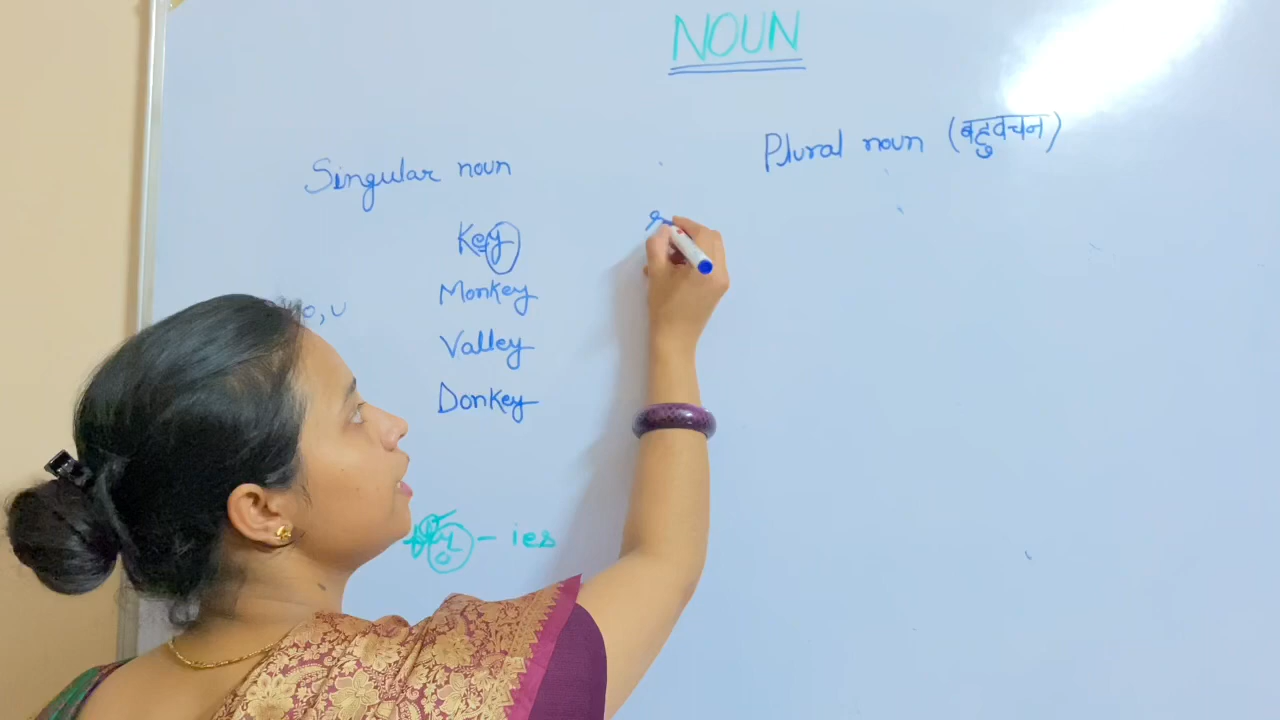 NOUN
Singular noun
Plural noun (बहुवचन)
Key
Monkey
o, u
Valley
Donkey
y - ies